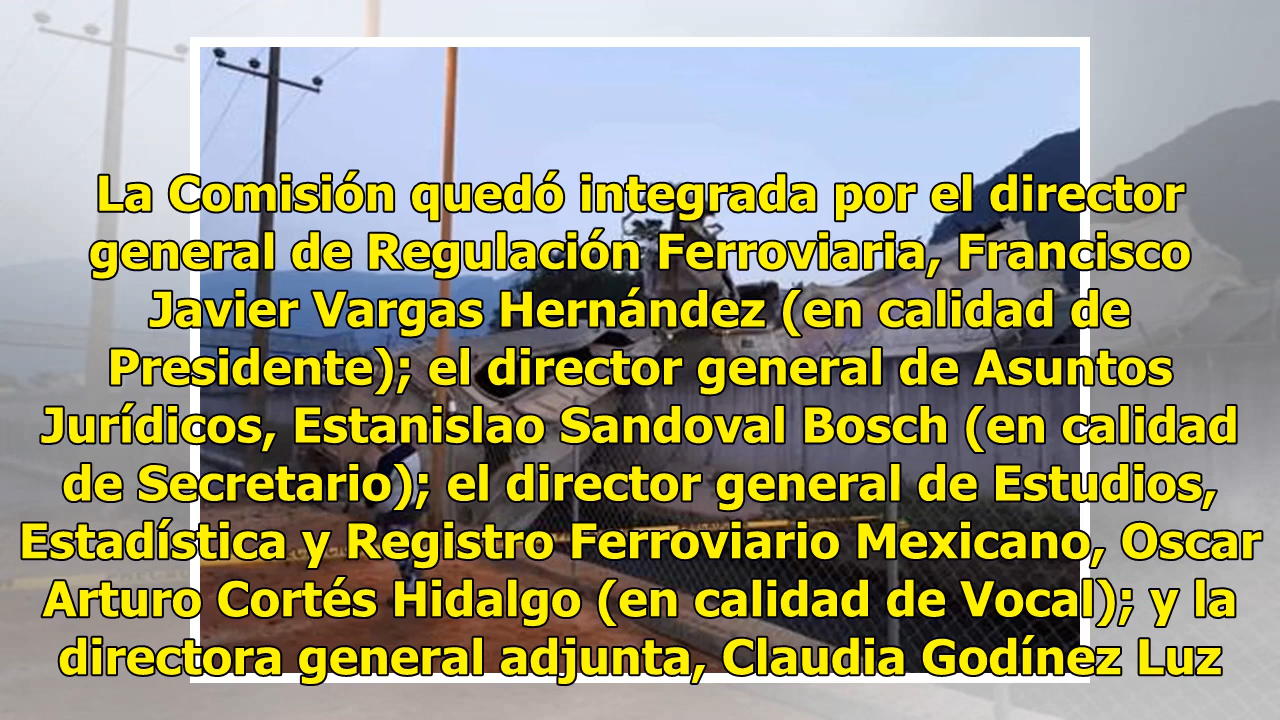 La Comisión quedó integrada por el director
general de Regulación Ferroviaria, Francisco
Javier Vargas Hernández (en calidad de
Presidente); el director general de Asuntos
Jurídicos, Estanislao Sandoval Bosch (en calidad
de Secretario); el director general de Estudios,
Estadística y Registro Ferroviario Mexicano, Oscar
Arturo Cortés Hidalgo (en calidad de Vocal); y la
directora general adjunta, Claudia Godínez Luz